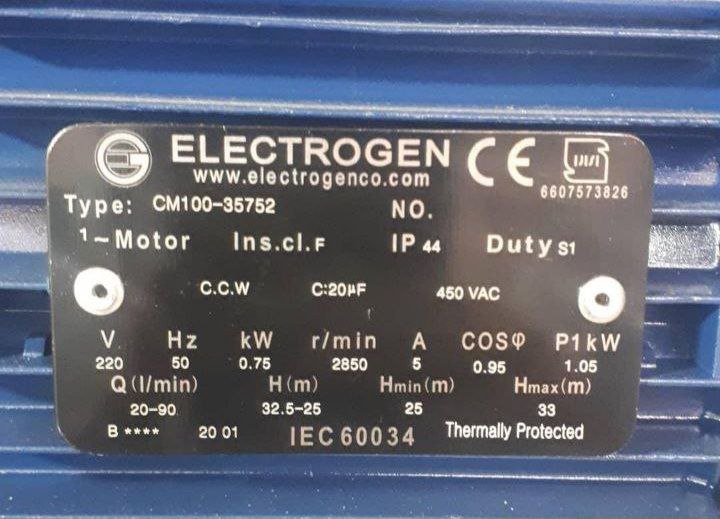 ELECTROGEN CE
www.electrogenco.com
6607573826
Type: CM100-35752 NO.
1~Motor Ins.cl.F IP 44 Duty S1
C.C.W C:20µF 450 VAC
V Hz kW r/min A COSφ P1kW
220 50 0.75 2850 5 0.95 1.05
Q(l/min) H(m) Hmin(m) Hmax(m)
20-90 32.5-25 25 33
B **** 20 01 IEC60034 Thermally Protected